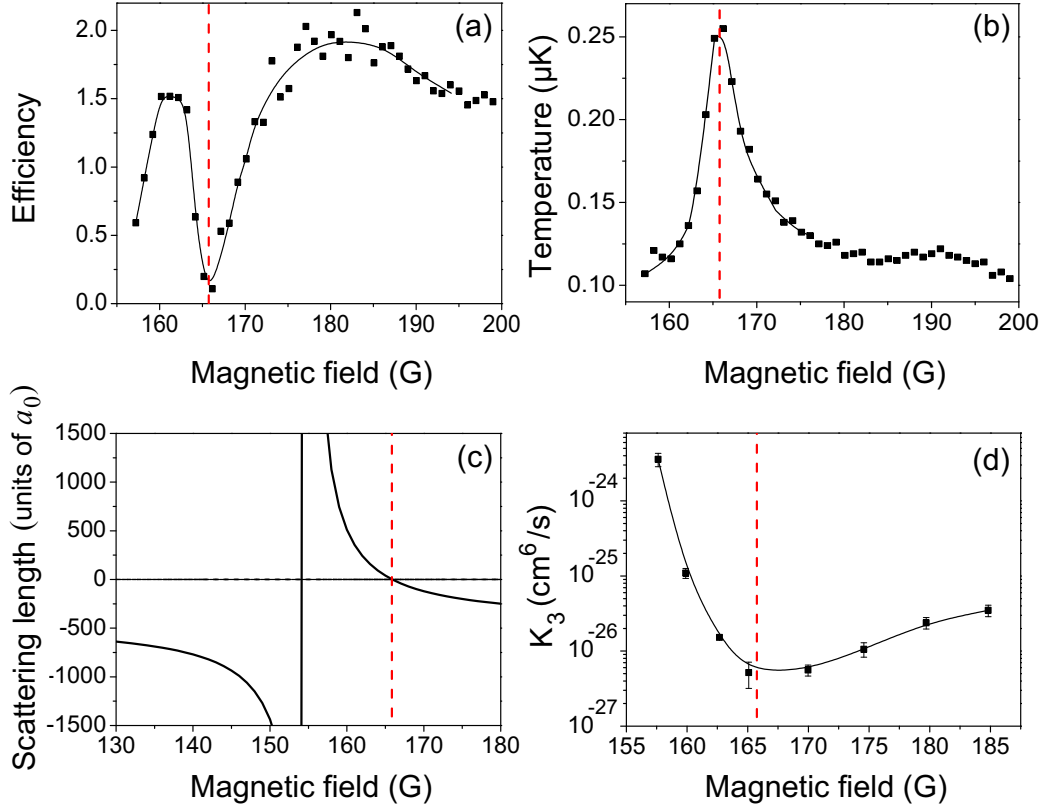 (a)
Efficiency
2.0
1.5
1.0
0.5
0.0
160 170 180 190 200
Magnetic field (G)
(b)
Temperature (μK)
0.25
0.20
0.15
0.10
160 170 180 190 200
Magnetic field (G)
(c)
Scattering length (units of a₀)
1500
1000
500
0
-500
-1000
-1500
130 140 150 160 170 180
Magnetic field (G)
(d)
K₃ (cm⁶/s)
10⁻²⁴
10⁻²⁵
10⁻²⁶
10⁻²⁷
155 160 165 170 175 180 185
Magnetic field (G)